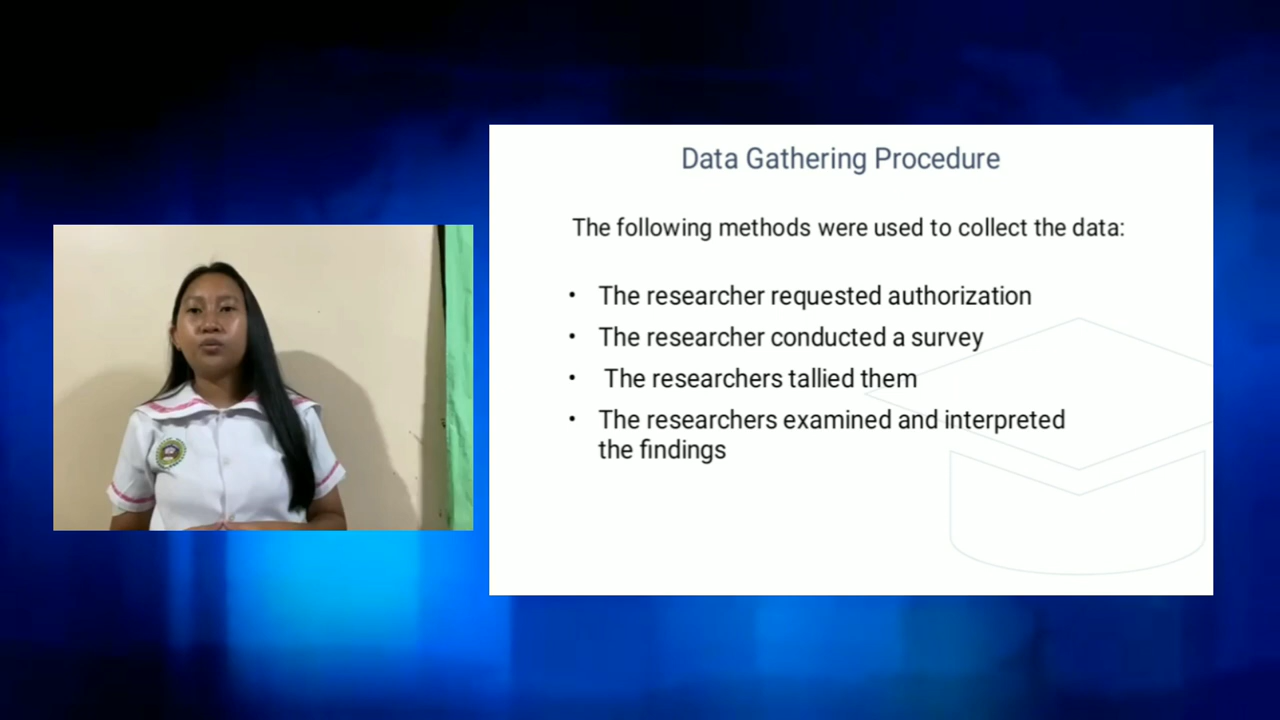 Data Gathering Procedure
The following methods were used to collect the data:
• The researcher requested authorization
• The researcher conducted a survey
• The researchers tallied them
• The researchers examined and interpreted
the findings